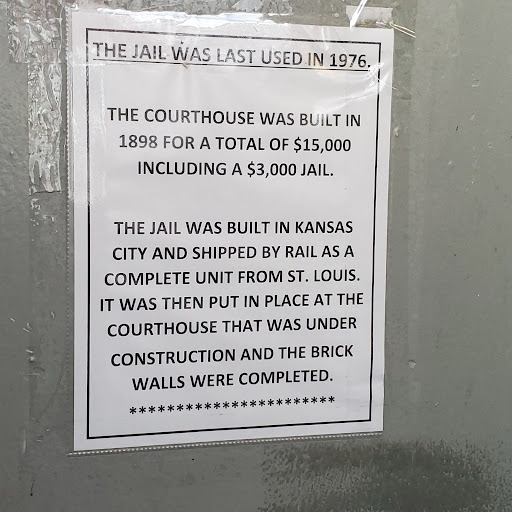 THE JAIL WAS LAST USED IN 1976.
THE COURTHOUSE WAS BUILT IN
1898 FOR A TOTAL OF $15,000
INCLUDING A $3,000 JAIL.
THE JAIL WAS BUILT IN KANSAS
CITY AND SHIPPED BY RAIL AS A
COMPLETE UNIT FROM ST. LOUIS.
IT WAS THEN PUT IN PLACE AT THE
COURTHOUSE THAT WAS UNDER
CONSTRUCTION AND THE BRICK
WALLS WERE COMPLETED.
**********************